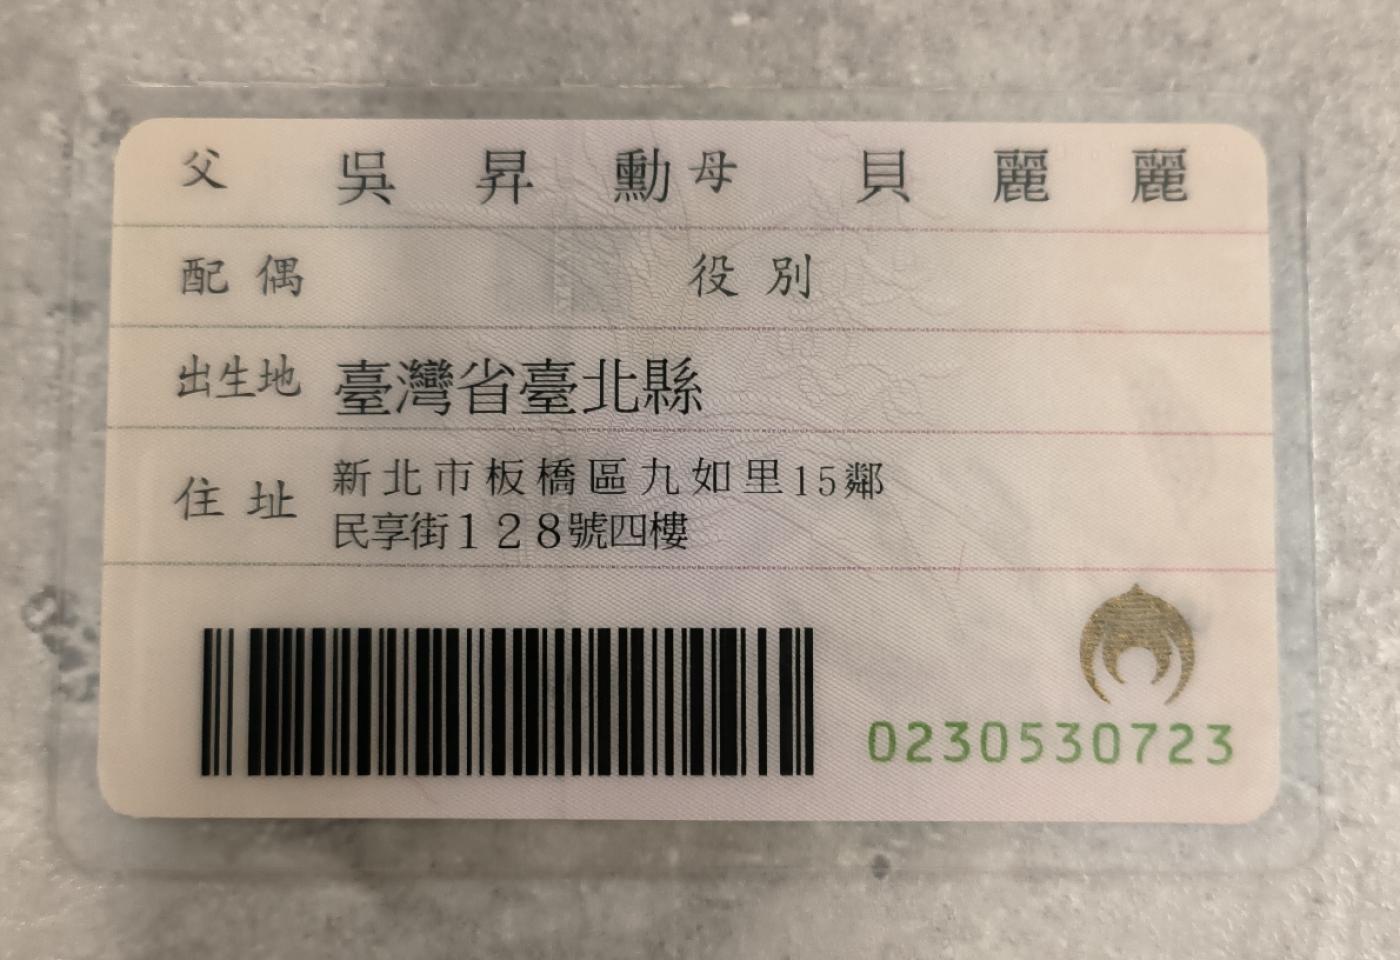 父 吳昇勳 母 貝麗麗
配偶 役別
出生地 臺灣省臺北縣
住址 新北市板橋區九如里15鄰
民享街128號四樓
0230530723